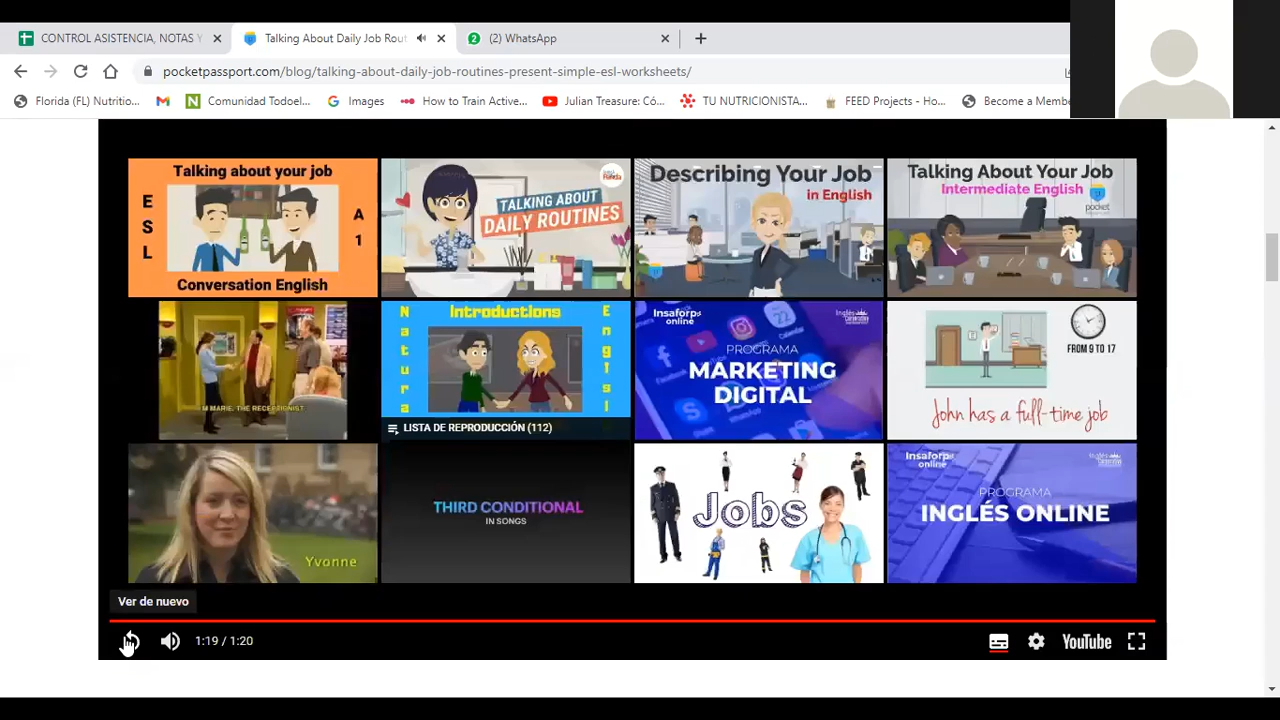 CONTROL ASISTENCIA, NOTAS Y
Talking About Daily Job Rout
(2) WhatsApp
pocketpassport.com/blog/talking-about-daily-job-routines-present-simple-esl-worksheets/
Florida (FL) Nutritio...
Comunidad Todoel...
Images
How to Train Active...
Julian Treasure: Có...
TU NUTRICIONISTA...
FEED Projects - Ho...
Become a Membe
Talking about your job
ESL
A1
Conversation English
TALKING ABOUT
DAILY ROUTINES
Describing Your Job
in English
Talking About Your Job
Intermediate English
pocket
M MARIE, THE RECEPTIONIST
Introductions
Natura
Englis
LISTA DE REPRODUCCIÓN (112)
Insaforp
online
PROGRAMA
MARKETING
DIGITAL
FROM 9 TO 17
John has a full-time job
Yvonne
THIRD CONDITIONAL
IN SONGS
Jobs
Insaforp
online
PROGRAMA
INGLÉS ONLINE
Ver de nuevo
1:19 / 1:20
YouTube